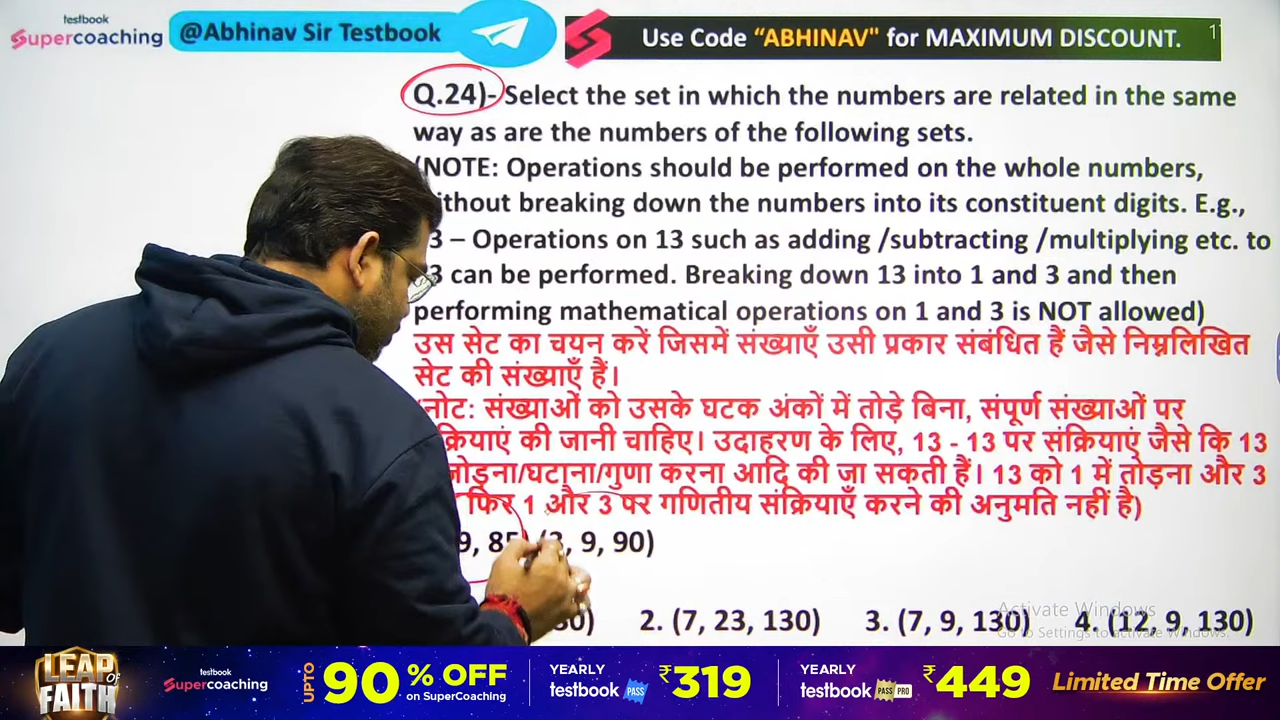 testbook
Supercoaching
@Abhinav Sir Testbook
Use Code “ABHINAV" for MAXIMUM DISCOUNT.
Q.24)- Select the set in which the numbers are related in the same
way as are the numbers of the following sets.
(NOTE: Operations should be performed on the whole numbers,
without breaking down the numbers into its constituent digits. E.g.,
3 – Operations on 13 such as adding /subtracting /multiplying etc. to
3 can be performed. Breaking down 13 into 1 and 3 and then
performing mathematical operations on 1 and 3 is NOT allowed)
उस सेट का चयन करें जिसमें संख्याएँ उसी प्रकार संबंधित हैं जैसे निम्नलिखित
सेट की संख्याएँ हैं।
नोट: संख्याओं को उसके घटक अंकों में तोड़े बिना, संपूर्ण संख्याओं पर
क्रियाएं की जानी चाहिए। उदाहरण के लिए, 13 - 13 पर संक्रियाएं जैसे कि 13
जोड़ना/घटाना/गुणा करना आदि की जा सकती हैं। 13 को 1 में तोड़ना और 3
फिर 1 और 3 पर गणितीय संक्रियाएँ करने की अनुमति नहीं है)
9, 85) (3, 9, 90)
2. (7, 23, 130) 3. (7, 9, 130) 4. (12, 9, 130)
Activate Windows
Go to Settings to activate Windows.
LEAP OF FAITH
testbook
Supercoaching
UPTO 90 % OFF on SuperCoaching
YEARLY testbook PASS ₹319
YEARLY testbook PASS PRO ₹449
Limited Time Offer